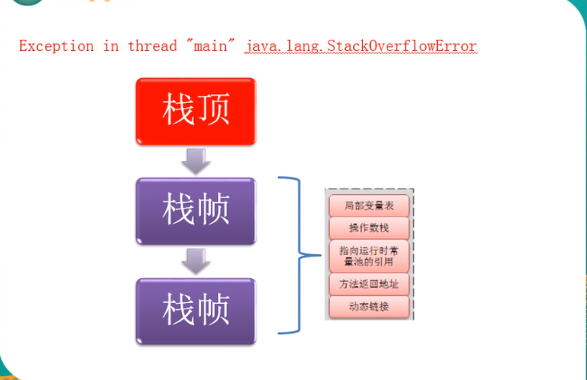 Exception in thread "main" java.lang.StackOverflowError
栈顶
栈帧
栈帧
局部变量表
操作数栈
指向运行时常
量池的引用
方法返回地址
动态链接